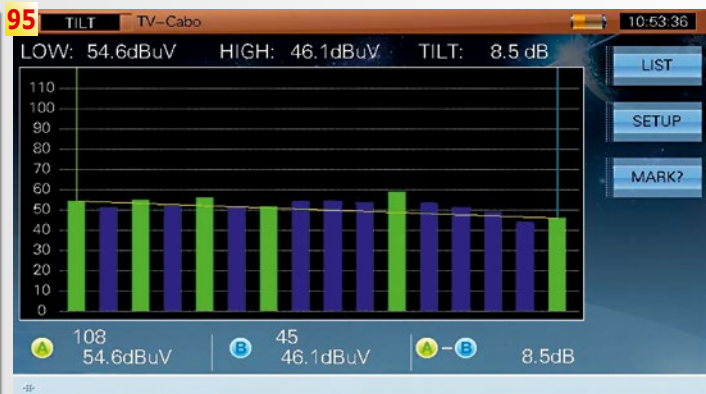 95
TILT TV-Cabo 10:53:36
LOW: 54.6dBuV HIGH: 46.1dBuV TILT: 8.5 dB
LIST
SETUP
MARK?
110
100
90
80
70
60
50
40
30
20
10
0
A 108 54.6dBuV
B 45 46.1dBuV
A-B 8.5dB